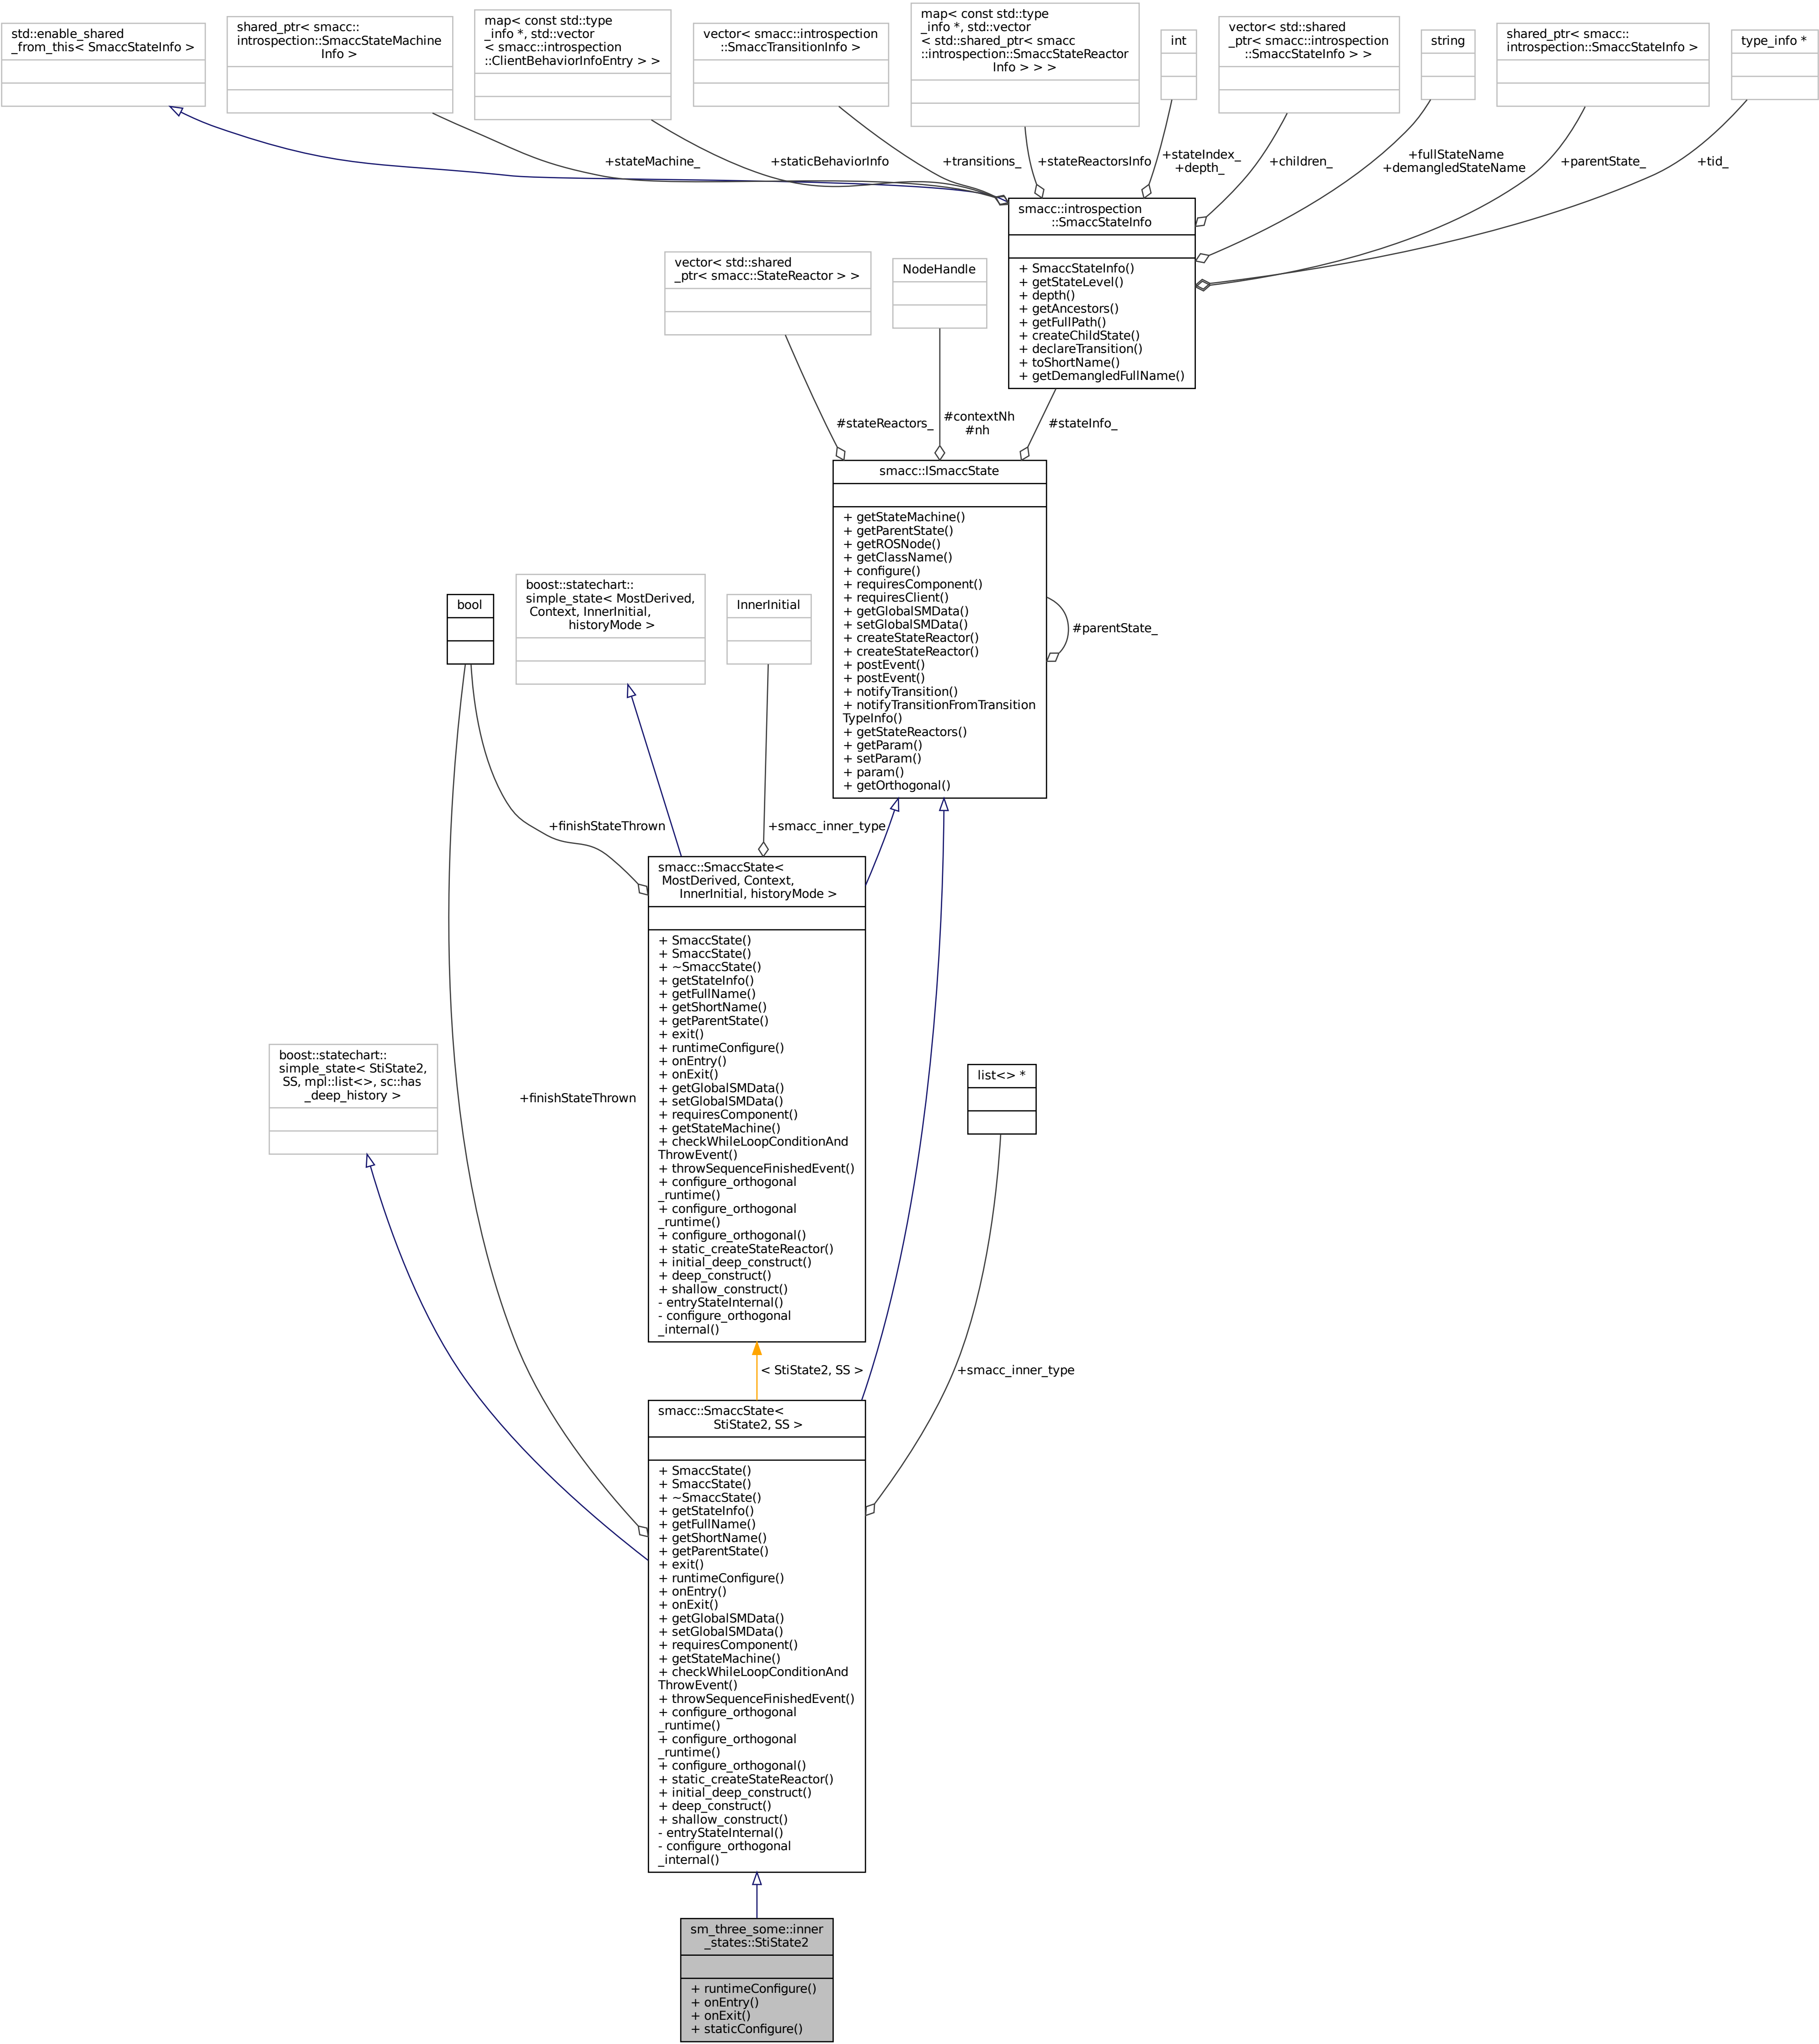 std::enable_shared
_from_this< SmaccStateInfo >
shared_ptr< smacc::
introspection::SmaccStateMachine
Info >
map< const std::type
_info *, std::vector
< smacc::introspection
::ClientBehaviorInfoEntry > >
vector< smacc::introspection
::SmaccTransitionInfo >
map< const std::type
_info *, std::vector
< std::shared_ptr< smacc
::introspection::SmaccStateReactor
Info > > >
int
vector< std::shared
_ptr< smacc::introspection
::SmaccStateInfo > >
string
shared_ptr< smacc::
introspection::SmaccStateInfo >
type_info *
+stateMachine_
+staticBehaviorInfo
+transitions_
+stateReactorsInfo
+stateIndex_
+depth_
+children_
+fullStateName
+demangledStateName
+parentState_
+tid_
smacc::introspection
::SmaccStateInfo
+ SmaccStateInfo()
+ getStateLevel()
+ depth()
+ getAncestors()
+ getFullPath()
+ createChildState()
+ declareTransition()
+ toShortName()
+ getDemangledFullName()
vector< std::shared
_ptr< smacc::StateReactor > >
NodeHandle
#stateReactors_
#contextNh
#nh
#stateInfo_
smacc::ISmaccState
+ getStateMachine()
+ getParentState()
+ getROSNode()
+ getClassName()
+ configure()
+ requiresComponent()
+ requiresClient()
+ getGlobalSMData()
+ setGlobalSMData()
+ createStateReactor()
+ createStateReactor()
+ postEvent()
+ postEvent()
+ notifyTransition()
+ notifyTransitionFromTransition
TypeInfo()
+ getStateReactors()
+ getParam()
+ setParam()
+ param()
+ getOrthogonal()
#parentState_
bool
boost::statechart::
simple_state< MostDerived,
Context, InnerInitial,
historyMode >
InnerInitial
+finishStateThrown
+smacc_inner_type
smacc::SmaccState<
MostDerived, Context,
InnerInitial, historyMode >
+ SmaccState()
+ SmaccState()
+ ~SmaccState()
+ getStateInfo()
+ getFullName()
+ getShortName()
+ getParentState()
+ exit()
+ runtimeConfigure()
+ onEntry()
+ onExit()
+ getGlobalSMData()
+ setGlobalSMData()
+ requiresComponent()
+ getStateMachine()
+ checkWhileLoopConditionAnd
ThrowEvent()
+ throwSequenceFinishedEvent()
+ configure_orthogonal
_runtime()
+ configure_orthogonal
_runtime()
+ configure_orthogonal()
+ static_createStateReactor()
+ initial_deep_construct()
+ deep_construct()
+ shallow_construct()
- entryStateInternal()
- configure_orthogonal
_internal()
boost::statechart::
simple_state< StiState2,
SS, mpl::list<>, sc::has
_deep_history >
+finishStateThrown
list<> *
< StiState2, SS >
+smacc_inner_type
smacc::SmaccState<
StiState2, SS >
+ SmaccState()
+ SmaccState()
+ ~SmaccState()
+ getStateInfo()
+ getFullName()
+ getShortName()
+ getParentState()
+ exit()
+ runtimeConfigure()
+ onEntry()
+ onExit()
+ getGlobalSMData()
+ setGlobalSMData()
+ requiresComponent()
+ getStateMachine()
+ checkWhileLoopConditionAnd
ThrowEvent()
+ throwSequenceFinishedEvent()
+ configure_orthogonal
_runtime()
+ configure_orthogonal
_runtime()
+ configure_orthogonal()
+ static_createStateReactor()
+ initial_deep_construct()
+ deep_construct()
+ shallow_construct()
- entryStateInternal()
- configure_orthogonal
_internal()
sm_three_some::inner
_states::StiState2
+ runtimeConfigure()
+ onEntry()
+ onExit()
+ staticConfigure()